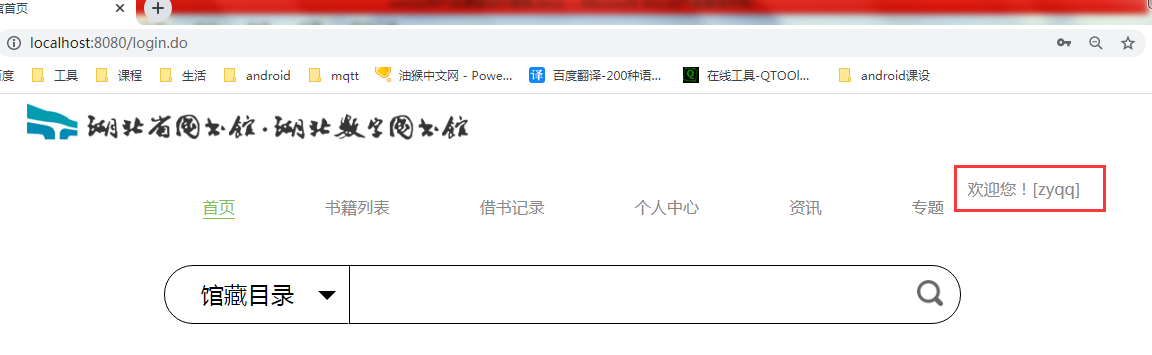 馆首页
localhost:8080/login.do
百度 工具 课程 生活 android mqtt 油猴中文网 - Powe... 百度翻译-200种语... 在线工具-QTOOl... android课设
湖北省图书馆·湖北数字图书馆
欢迎您！[zyqq]
首页 书籍列表 借书记录 个人中心 资讯 专题
馆藏目录